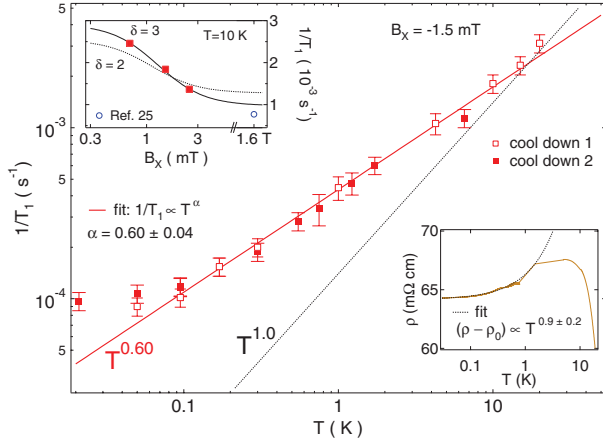 δ = 3
δ = 2
T=10 K
Ref. 25
0.3
1
3
1.6 T
B_X (mT)
3
2
1
1/T_1 (10^-3 s^-1)
B_X = -1.5 mT
cool down 1
cool down 2
fit: 1/T_1 ∝ T^α
α = 0.60 ± 0.04
T^0.60
T^1.0
5
10^-3
5
10^-4
5
1/T_1 (s^-1)
0.1
1
10
T (K)
70
65
60
ρ (mΩ cm)
fit
(ρ − ρ_0) ∝ T^0.9 ± 0.2
0.1
1
10
T (K)